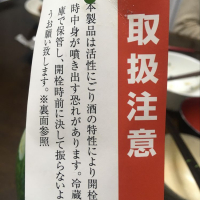 取扱注意
本製品は活性にごり酒の特性により開栓
時中身が噴き出す恐れがあります。冷蔵
庫で保管し、開栓時前に決して振らないよ
うお願い致します。※裏面参照